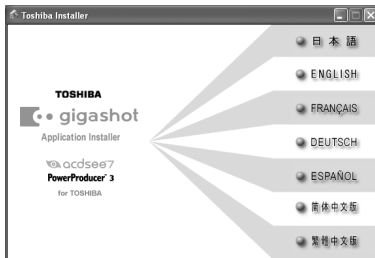 Toshiba Installer
TOSHIBA
gigashot
Application Installer
acdsee7
PowerProducer 3
for TOSHIBA
日本語
ENGLISH
FRANÇAIS
DEUTSCH
ESPAÑOL
简体中文版
繁體中文版